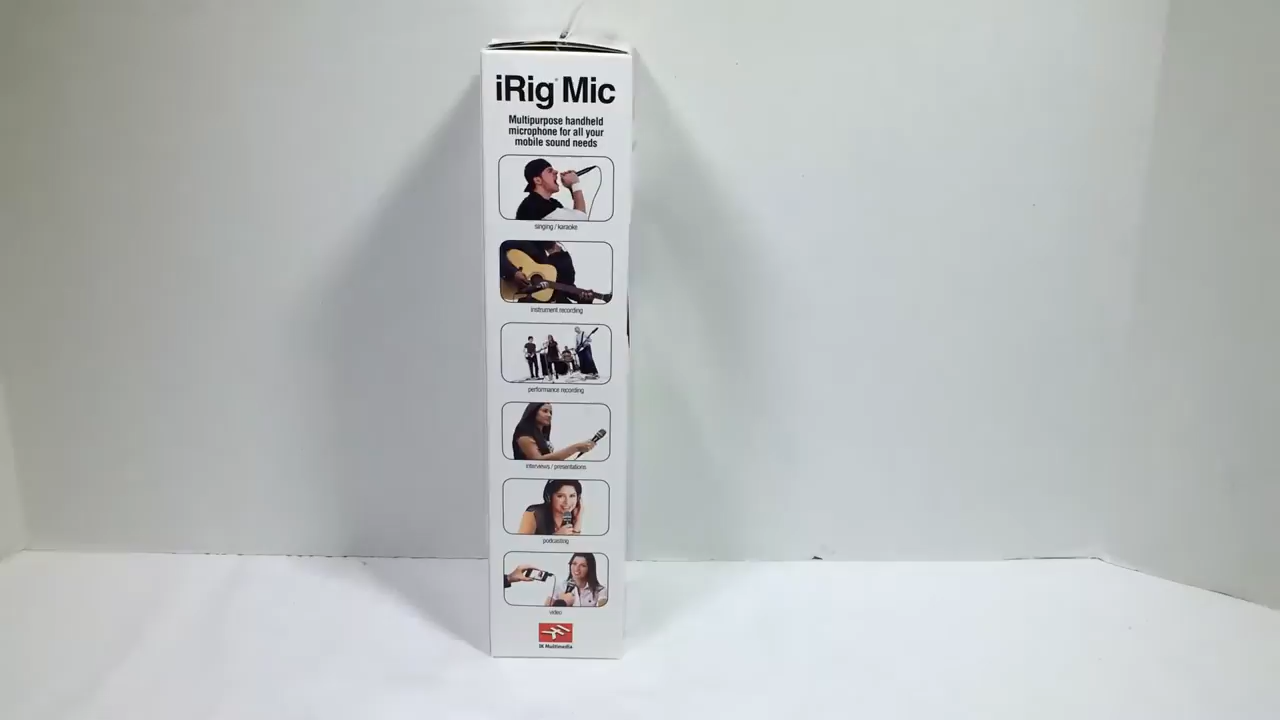 iRig® Mic
Multipurpose handheld
microphone for all your
mobile sound needs
singing / karaoke
instrument recording
performance recording
interviews / presentations
podcasting
video
IK Multimedia